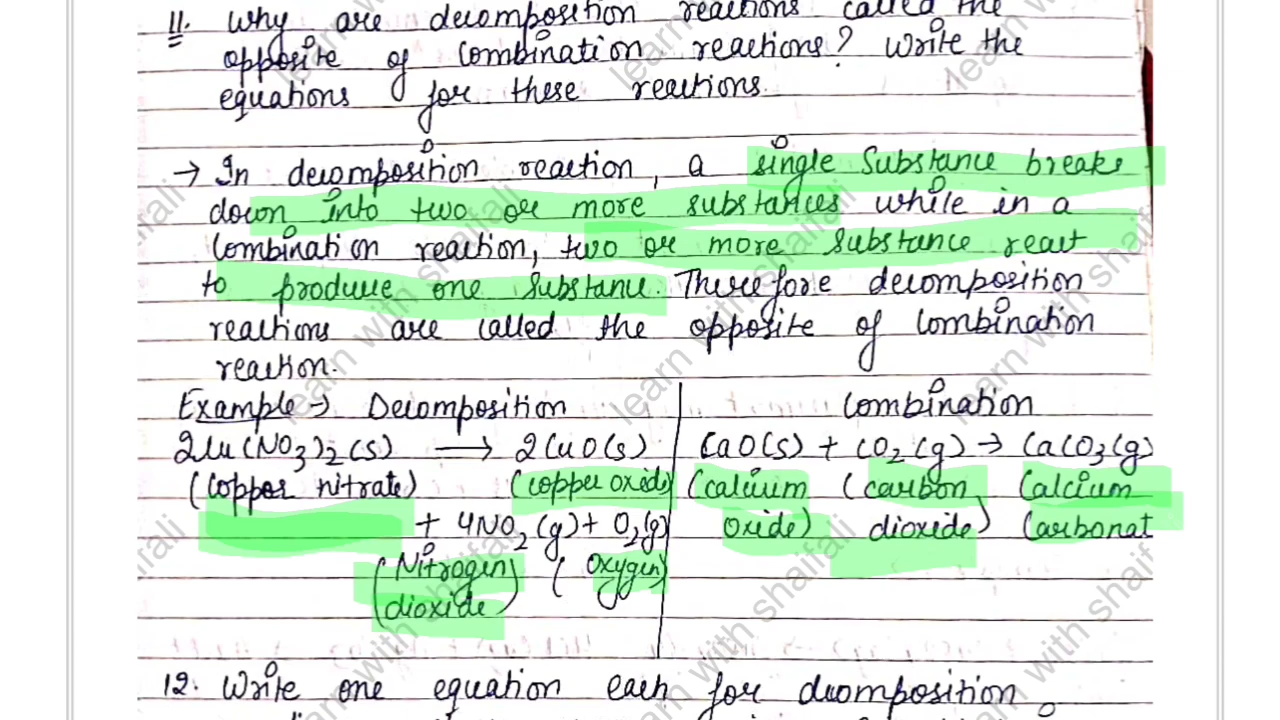 11. Why are decomposition reactions called the
opposite of combination reactions? Write the
equations for these reactions.
→ In decomposition reaction, a single substance breaks
down into two or more substances while in a
combination reaction, two or more substance react
to produce one substance. Therefore decomposition
reactions are called the opposite of combination
reaction.
Example → Decomposition
2Cu(NO3)2(s) → 2CuO(s)
(copper nitrate) (copper oxide)
+ 4NO2(g) + O2(g)
(Nitrogen (Oxygen)
dioxide)
Combination
CaO(s) + CO2(g) → CaCO3(g)
(calcium (carbon Calcium
oxide) dioxide) Carbonat
12. Write one equation each for decomposition
learn with shaifali